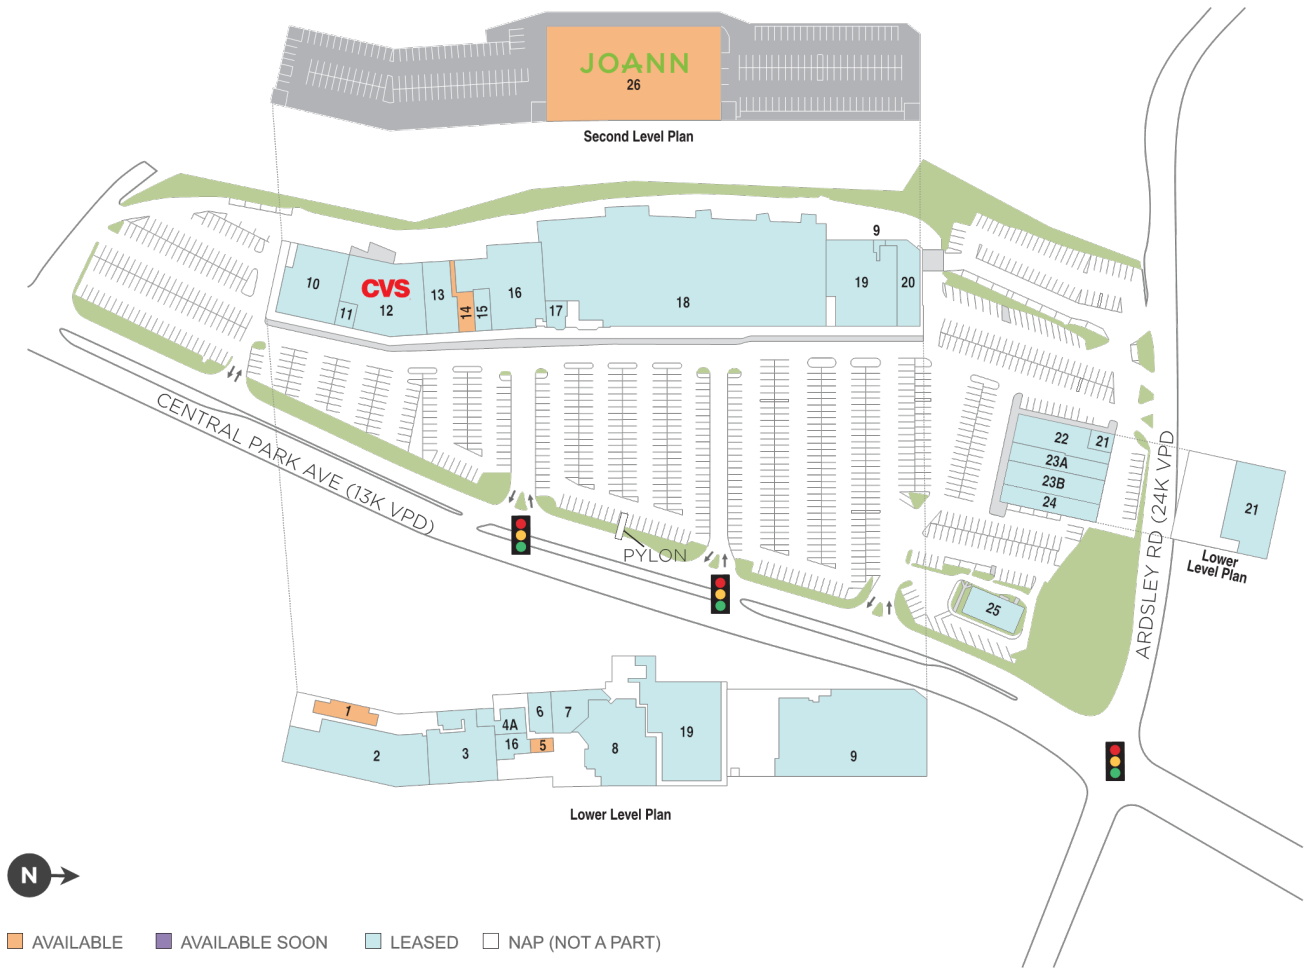 JOANN
26
Second Level Plan
9
10
CVS
11
12
13
14
15
16
17
18
19
20
CENTRAL PARK AVE (13K VPD)
PYLON
22
21
23A
23B
24
25
ARDSLEY RD (24K VPD
21
Lower
Level Plan
1
2
3
4A
16
5
6
7
8
19
9
Lower Level Plan
N
AVAILABLE
AVAILABLE SOON
LEASED
NAP (NOT A PART)